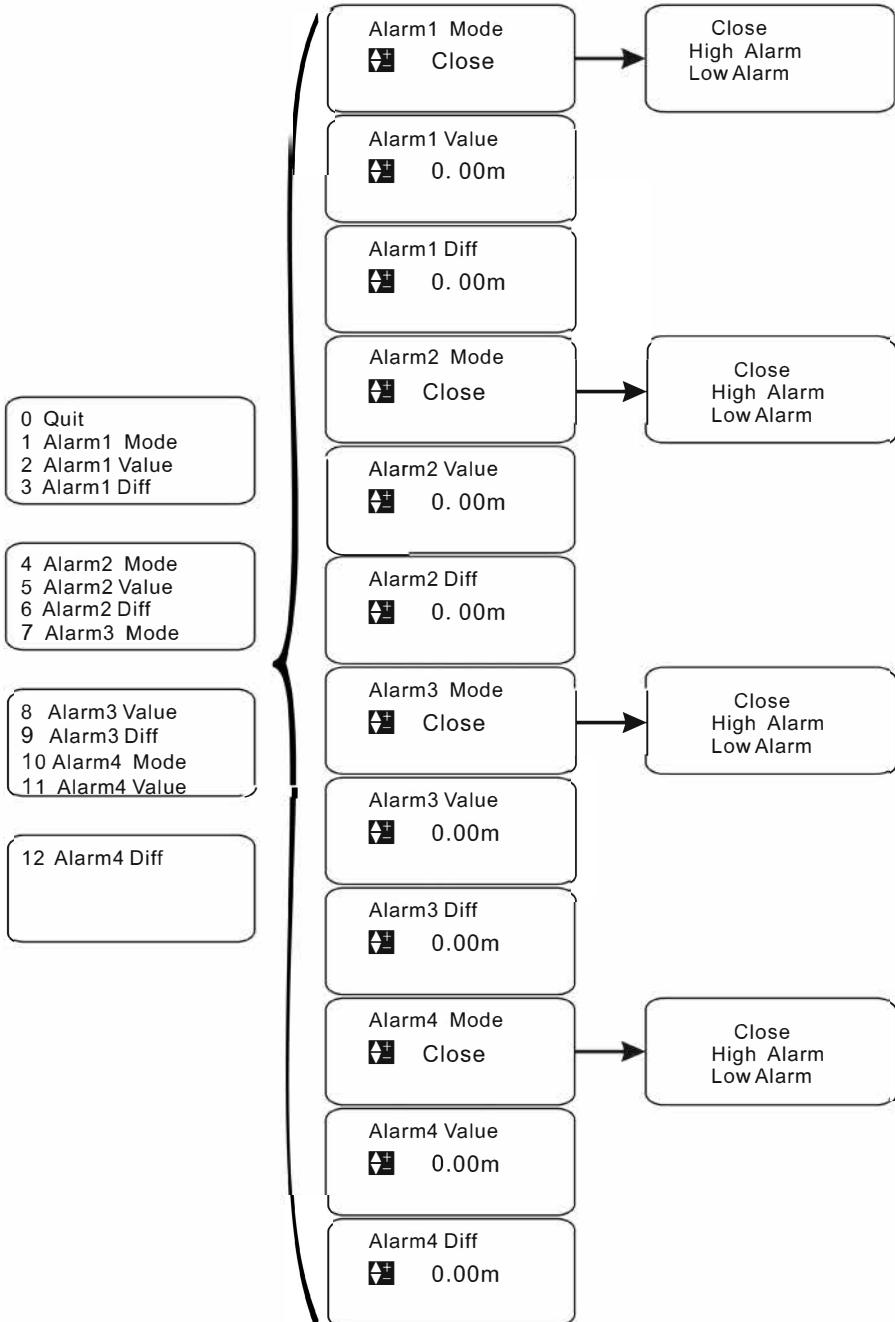 0 Quit
1 Alarm1 Mode
2 Alarm1 Value
3 Alarm1 Diff
4 Alarm2 Mode
5 Alarm2 Value
6 Alarm2 Diff
7 Alarm3 Mode
8 Alarm3 Value
9 Alarm3 Diff
10 Alarm4 Mode
11 Alarm4 Value
12 Alarm4 Diff
Alarm1 Mode
Close
Close
High Alarm
Low Alarm
Alarm1 Value
0. 00m
Alarm1 Diff
0. 00m
Alarm2 Mode
Close
Close
High Alarm
Low Alarm
Alarm2 Value
0. 00m
Alarm2 Diff
0. 00m
Alarm3 Mode
Close
Close
High Alarm
Low Alarm
Alarm3 Value
0.00m
Alarm3 Diff
0.00m
Alarm4 Mode
Close
Close
High Alarm
Low Alarm
Alarm4 Value
0.00m
Alarm4 Diff
0.00m